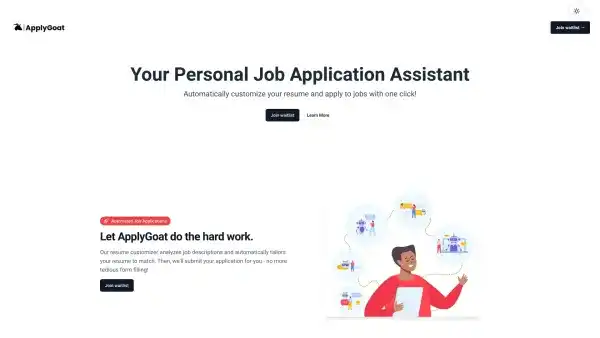 ApplyGoat
Join waitlist →
Your Personal Job Application Assistant
Automatically customize your resume and apply to jobs with one click!
Join waitlist
Learn More
Automated Job Applications
Let ApplyGoat do the hard work.
Our resume customizer analyzes job descriptions and automatically tailors
your resume to match. Then, we'll submit your application for you - no more
tedious form filling!
Join waitlist